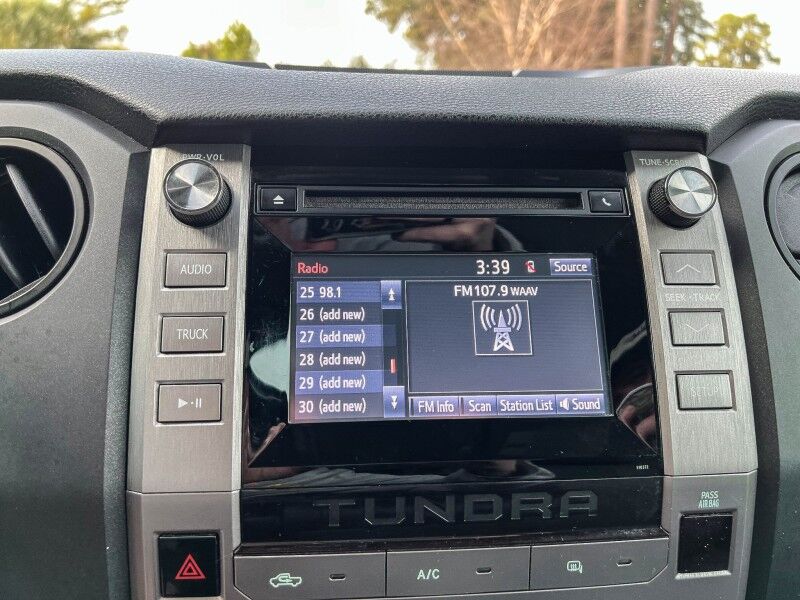 PWR•VOL
TUNE•SCROLL
AUDIO
TRUCK
SEEK•TRACK
SETUP
Radio
3:39
Source
25 98.1
26 (add new)
27 (add new)
28 (add new)
29 (add new)
30 (add new)
FM107.9 WAAV
FM Info
Scan
Station List
Sound
TUNDRA
A/C
PASS
AIR BAG